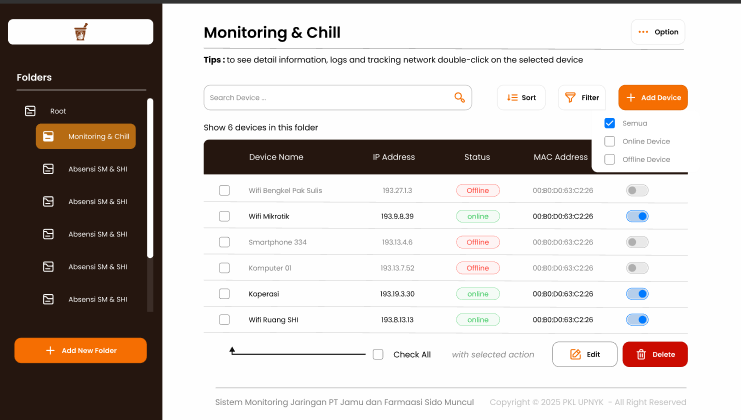 Folders
Root
Monitoring & Chill
Absensi SM & SHI
Absensi SM & SHI
Absensi SM & SHI
Absensi SM & SHI
Absensi SM & SHI
Add New Folder
Monitoring & Chill
Option
Tips : to see detail information, logs and tracking network double-click on the selected device
Search Device ...
Sort
Filter
Add Device
Semua
Online Device
Offline Device
Show 6 devices in this folder
Device Name IP Address Status MAC Address
Wifi Bengkel Pak Sulis 193.27.1.3 Offline 00:B0:D0:63:C2:26
Wifi Mikratik 193.9.8.39 online 00:B0:D0:63:C2:26
Smartphone 334 193.13.4.6 Offline 00:B0:D0:63:C2:26
Komputer 01 193.13.7.52 Offline 00:B0:D0:63:C2:26
Koperasi 193.19.3.30 online 00:B0:D0:63:C2:26
Wifi Ruang SHI 193.8.13.13 online 00:B0:D0:63:C2:26
Check All with selected action Edit Delete
Sistem Monitoring Jaringan PT Jamu dan Farmaasi Sido Muncul Copyright © 2025 PKL UPNYK - All Right Reserved